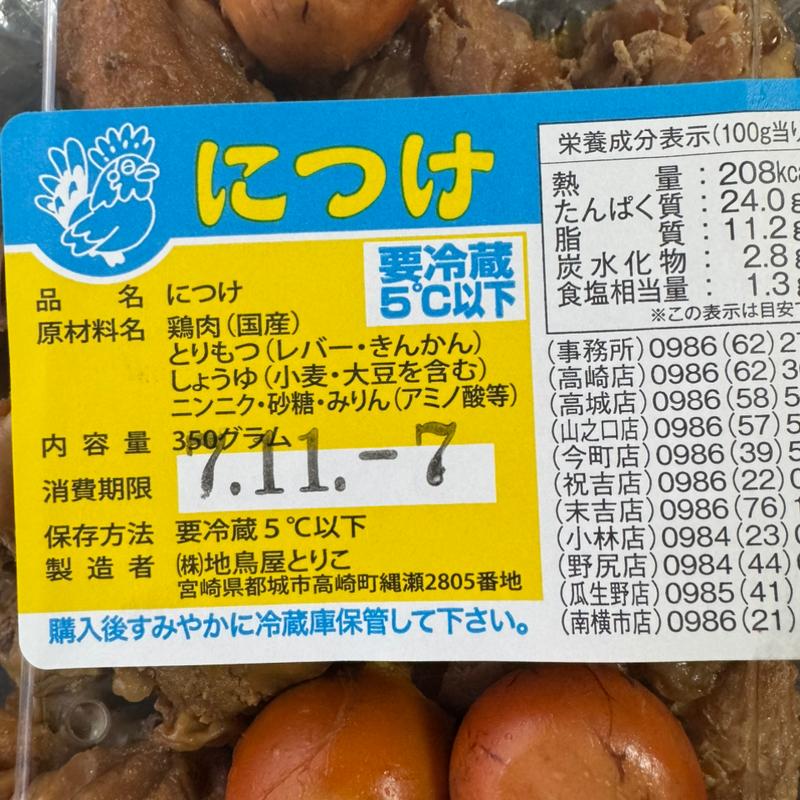 につけ
要冷蔵
5℃以下
品名 につけ
原材料名 鶏肉(国産)
とりもつ(レバー・きんかん)
しょうゆ(小麦・大豆を含む)
ニンニク・砂糖・みりん(アミノ酸等)
内容量 350グラム
消費期限 7.11.-7
保存方法 要冷蔵5℃以下
製造者 ㈱地鳥屋とりこ
宮崎県都城市高崎町縄瀬2805番地
購入後すみやかに冷蔵庫保管して下さい。
栄養成分表示(100g当り
熱量:208kca
たんぱく質:24.0g
脂質:11.2g
炭水化物:2.8g
食塩相当量:1.3g
※この表示は目安
(事務所)0986(62)2
(高崎店)0986(62)3
(高城店)0986(58)5
(山之口店)0986(57)5
(今町店)0986(39)5
(祝吉店)0986(22)0
(末吉店)0986(76)1
(小林店)0984(23)0
(野尻店)0984(44)0
(瓜生野店)0985(41)
(南横市店)0986(21)